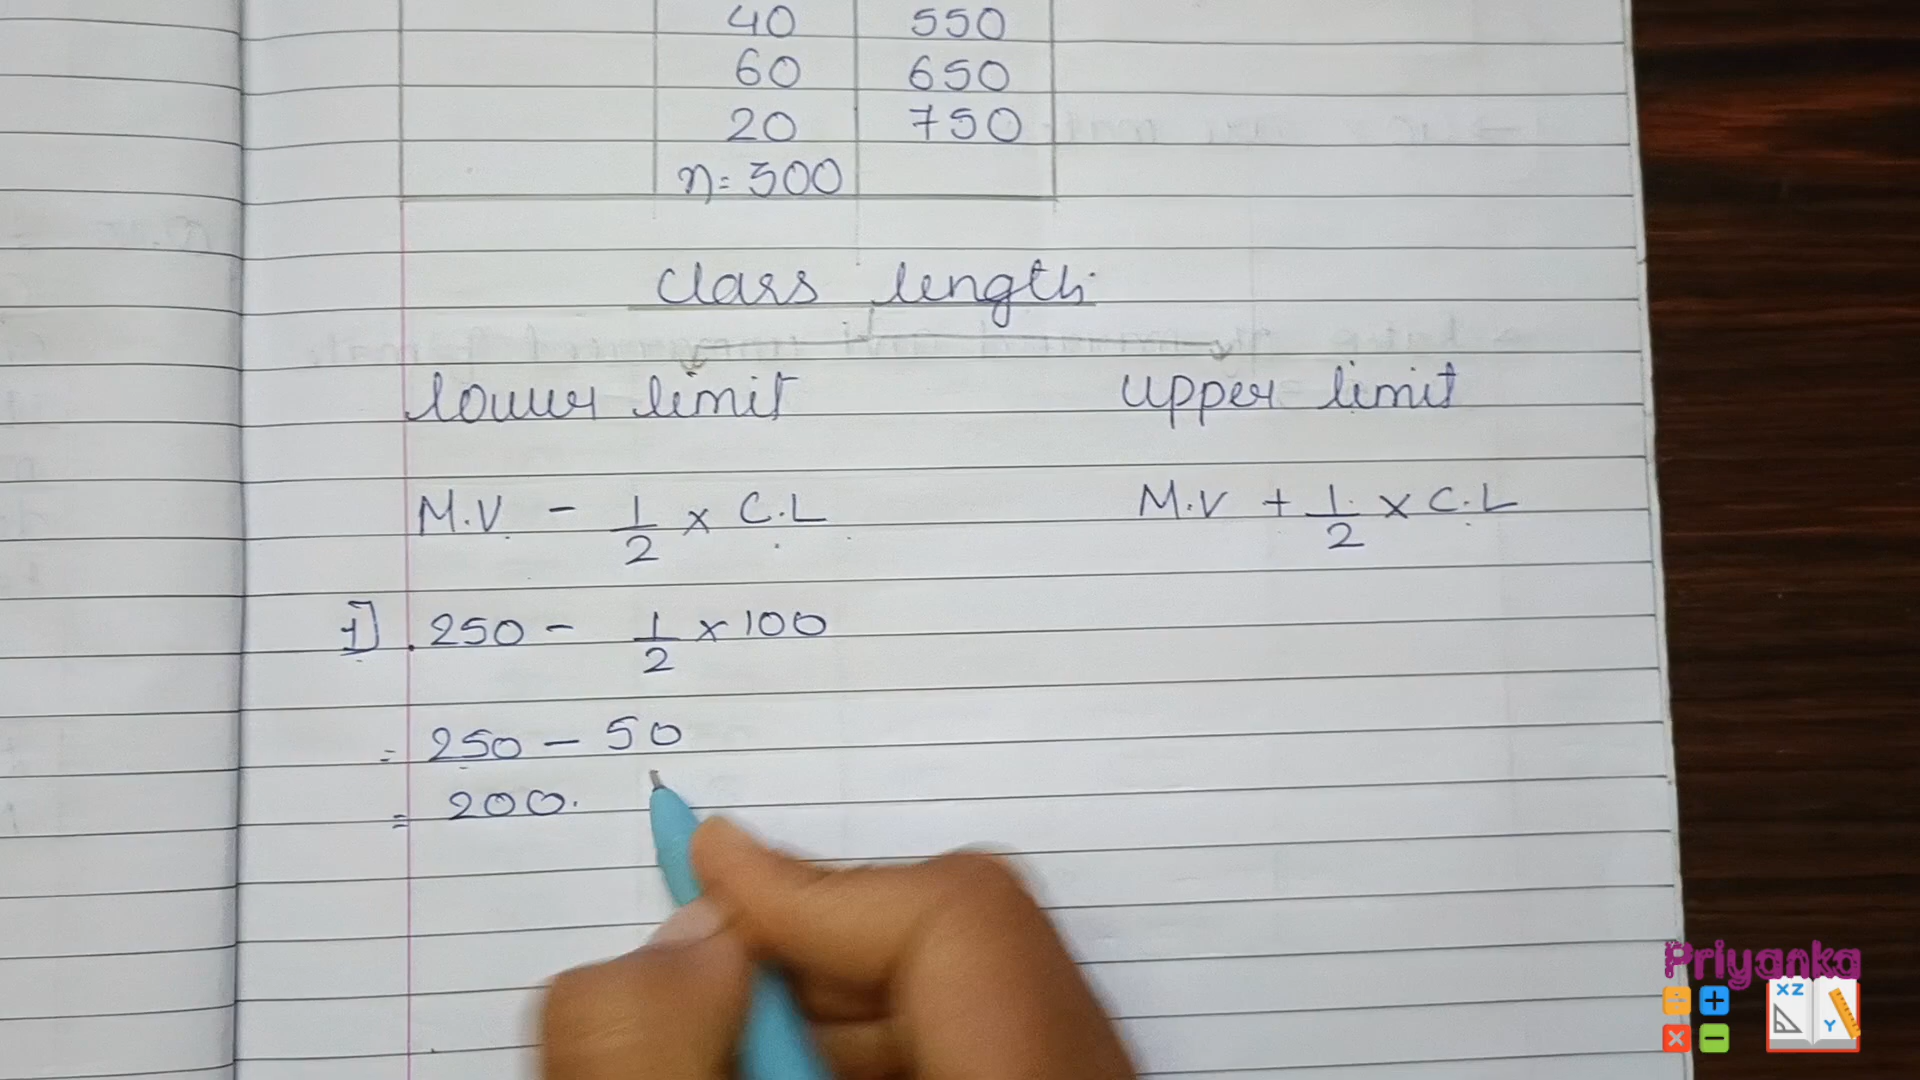 40 550
60 650
20 750
n= 300
Class length
lower limit upper limit
M.V - 1/2 x C.L M.V + 1/2 x C.L
1] 250 - 1/2 x 100
= 250 - 50
= 200.
Priyanka
XZ
Y